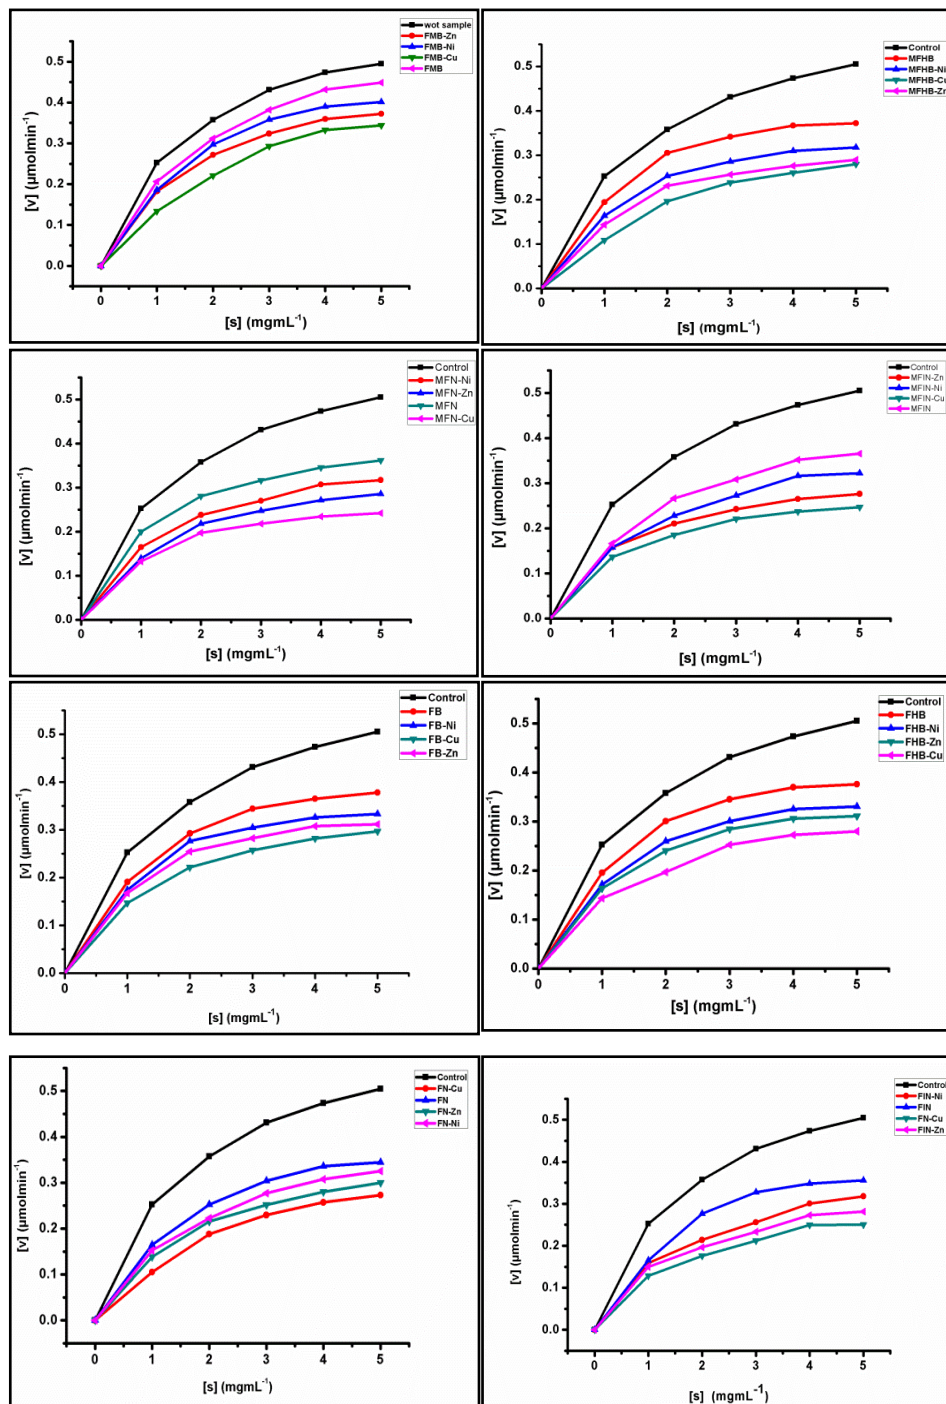 wot sample
FMB-Zn
FMB-Ni
FMB-Cu
FMB
[v] (µmolmin-1)
0.5
0.4
0.3
0.2
0.1
0.0
0 1 2 3 4 5
[s] (mgmL-1)
Control
MFHB
MFHB-Ni
MFHB-Cu
MFHB-Zn
[v] (µmolmin-1)
0.5
0.4
0.3
0.2
0.1
0.0
0 1 2 3 4 5
[s] (mgmL-1)
Control
MFN-Ni
MFN-Zn
MFN
MFN-Cu
[v] (µmolmin-1)
0.5
0.4
0.3
0.2
0.1
0.0
0 1 2 3 4 5
[s] (mgmL-1)
Control
MFIN-Zn
MFIN-Ni
MFIN-Cu
MFIN
[v] (µmolmin-1)
0.5
0.4
0.3
0.2
0.1
0.0
0 1 2 3 4 5
[s] (mgmL-1)
Control
FB
FB-Ni
FB-Cu
FB-Zn
[v] (µmolmin-1)
0.5
0.4
0.3
0.2
0.1
0.0
0 1 2 3 4 5
[s] (mgmL-1)
Control
FHB
FHB-Ni
FHB-Zn
FHB-Cu
[v] (µmolmin-1)
0.5
0.4
0.3
0.2
0.1
0.0
0 1 2 3 4 5
[s] (mgmL-1)
Control
FN-Cu
FN
FN-Zn
FN-Ni
[v] (µmolmin-1)
0.5
0.4
0.3
0.2
0.1
0.0
0 1 2 3 4 5
[s] (mgmL-1)
Control
FIN-Ni
FIN
FN-Cu
FIN-Zn
[v] (µmolmin-1)
0.5
0.4
0.3
0.2
0.1
0.0
0 1 2 3 4 5
[s] (mgmL-1)